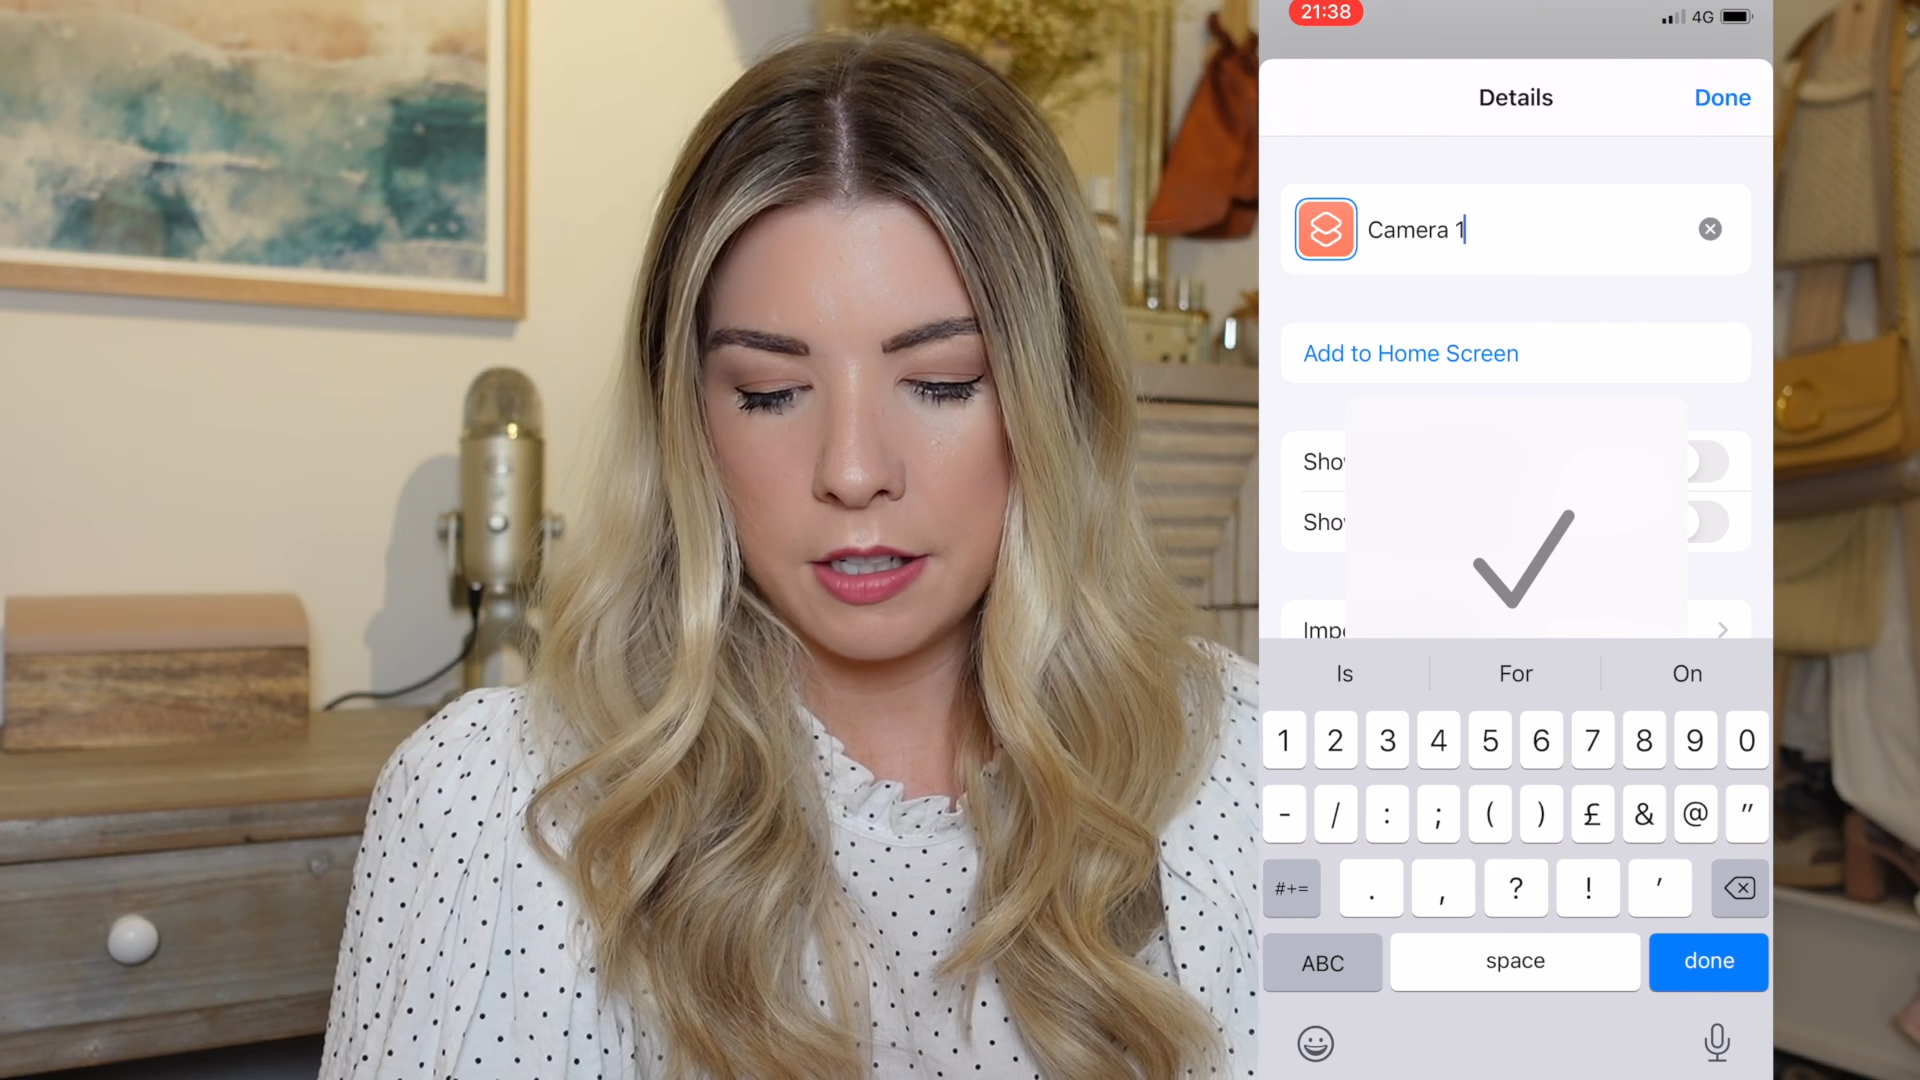 21:38
4G
Details
Done
Camera 1
Add to Home Screen
Sho
Sho
Imp
Is For On
1 2 3 4 5 6 7 8 9 0
- / : ; ( ) £ & @ "
#+= . , ? ! '
ABC space done